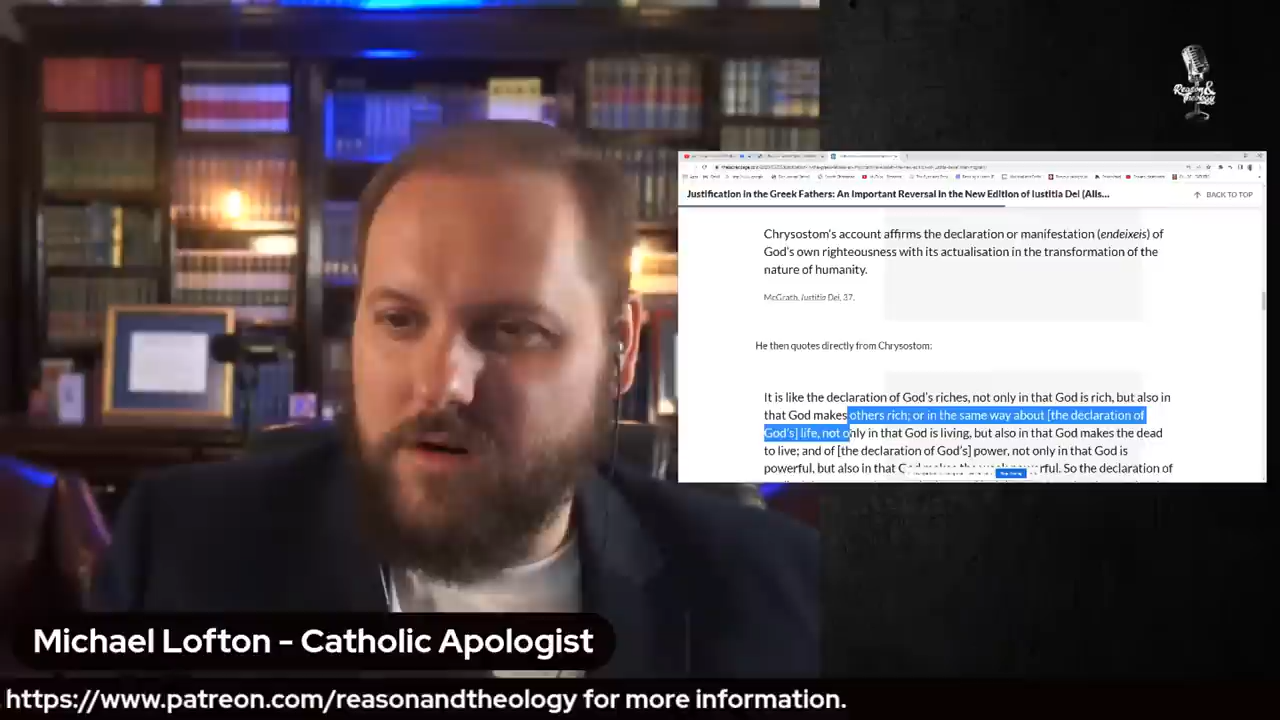 Reason &
Theology
Justification in the Greek Fathers: An Important Reversal in the New Edition of Iustitia Dei (Alis...
BACK TO TOP
Chrysostom's account affirms the declaration or manifestation (endeixeis) of
God's own righteousness with its actualisation in the transformation of the
nature of humanity.
McGrath, Iustitia Dei, 37.
He then quotes directly from Chrysostom:
It is like the declaration of God's riches, not only in that God is rich, but also in
that God makes others rich; or in the same way about [the declaration of
God's] life, not only in that God is living, but also in that God makes the dead
to live; and of [the declaration of God's] power, not only in that God is
powerful, but also in that God makes the weak powerful. So the declaration of
Michael Lofton - Catholic Apologist
https://www.patreon.com/reasonandtheology for more information.